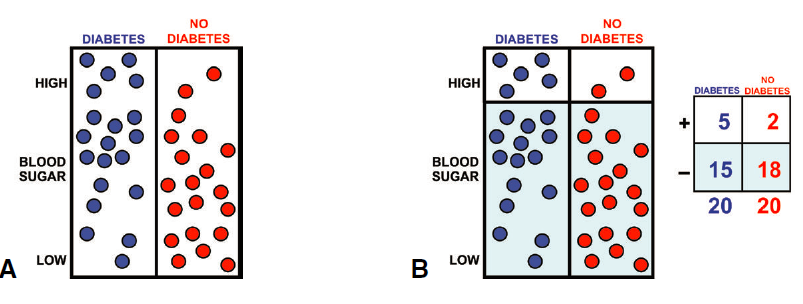 DIABETES
NO
DIABETES
HIGH
BLOOD
SUGAR
LOW
A
DIABETES
NO
DIABETES
HIGH
BLOOD
SUGAR
LOW
B
DIABETES
NO
DIABETES
+ 5 2
– 15 18
20 20